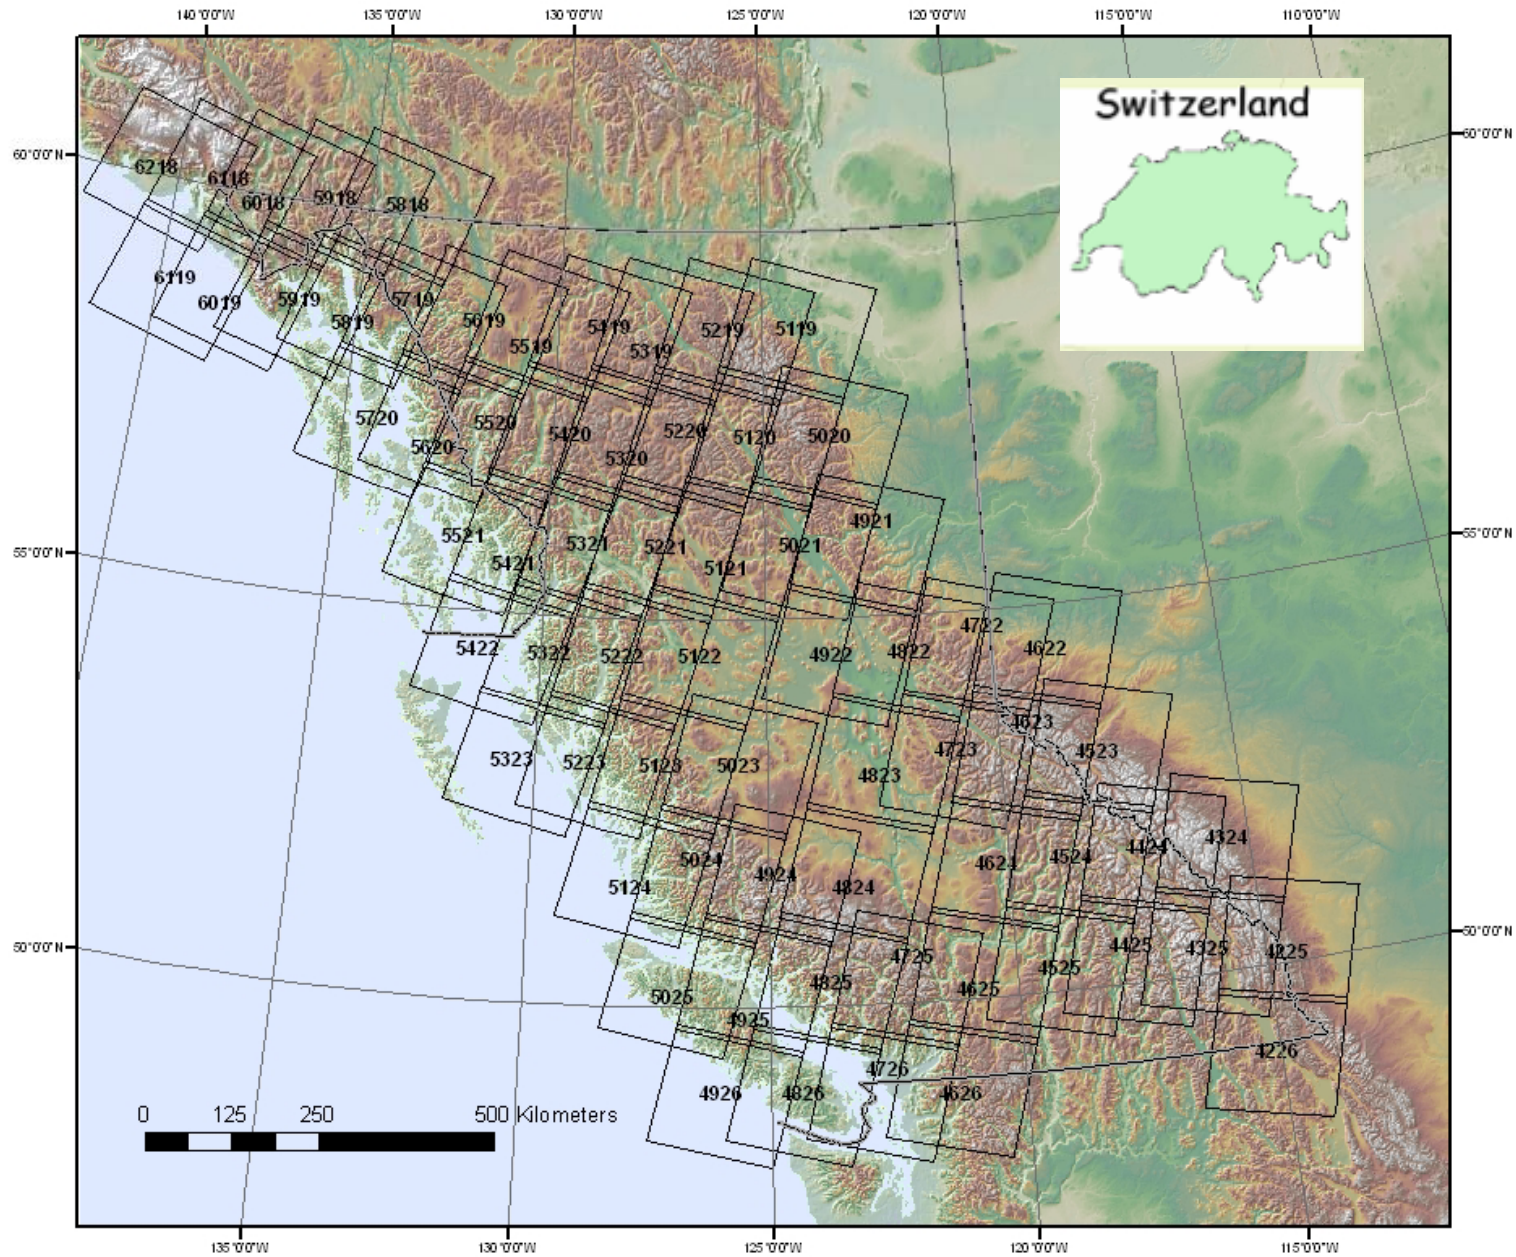 140°0'0"W 135°0'0"W 130°0'0"W 125°0'0"W 120°0'0"W 115°0'0"W 110°0'0"W
Switzerland
60°0'0"N 60°0'0"N
6218
6118
6018 5918 5818
6119
6019 5919 5819 5719 5619 5519 5419 5319 5219 5119
5720 5620 5520 5420 5320 5220 5120 5020
5521 5421 5321 5221 5121 5021 4921
55°0'0"N 55°0'0"N
5422 5322 5222 5122 4922 4822 4722 4622
5323 5223 5123 5023 4823 4723 4623 4523
5124 5024 4924 4824 4624 4524 4424 4324
50°0'0"N 50°0'0"N
5025 4925 4825 4725 4625 4525 4425 4325 4225
4926 4826 4726 4626 4226
0 125 250 500 Kilometers
135°0'0"W 130°0'0"W 125°0'0"W 120°0'0"W 115°0'0"W